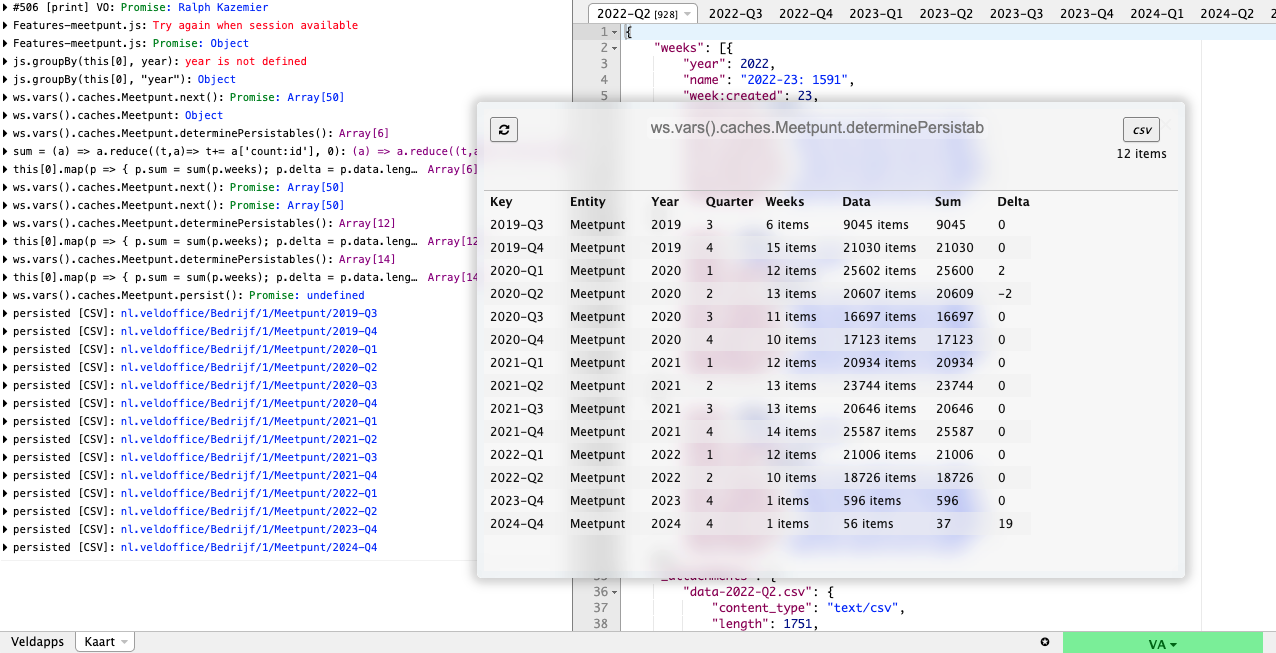 #506 [print] VO: Promise: Ralph Kazemier
Features-meetpunt.js: Try again when session available
Features-meetpunt.js: Promise: Object
js.groupBy(this[0], year): year is not defined
js.groupBy(this[0], "year"): Object
ws.vars().caches.Meetpunt.next(): Promise: Array[50]
ws.vars().caches.Meetpunt: Object
ws.vars().caches.Meetpunt.determinePersistables(): Array[6]
sum = (a) => a.reduce((t,a)=> t+= a['count:id'], 0): (a) => a.reduce((t,a
this[0].map(p => { p.sum = sum(p.weeks); p.delta = p.data.leng… Array[6]
ws.vars().caches.Meetpunt.next(): Promise: Array[50]
ws.vars().caches.Meetpunt.next(): Promise: Array[50]
ws.vars().caches.Meetpunt.determinePersistables(): Array[12]
this[0].map(p => { p.sum = sum(p.weeks); p.delta = p.data.leng… Array[12
ws.vars().caches.Meetpunt.determinePersistables(): Array[14]
this[0].map(p => { p.sum = sum(p.weeks); p.delta = p.data.leng… Array[14
ws.vars().caches.Meetpunt.persist(): Promise: undefined
persisted [CSV]: nl.veldoffice/Bedrijf/1/Meetpunt/2019-Q3
persisted [CSV]: nl.veldoffice/Bedrijf/1/Meetpunt/2019-Q4
persisted [CSV]: nl.veldoffice/Bedrijf/1/Meetpunt/2020-Q1
persisted [CSV]: nl.veldoffice/Bedrijf/1/Meetpunt/2020-Q2
persisted [CSV]: nl.veldoffice/Bedrijf/1/Meetpunt/2020-Q3
persisted [CSV]: nl.veldoffice/Bedrijf/1/Meetpunt/2020-Q4
persisted [CSV]: nl.veldoffice/Bedrijf/1/Meetpunt/2021-Q1
persisted [CSV]: nl.veldoffice/Bedrijf/1/Meetpunt/2021-Q2
persisted [CSV]: nl.veldoffice/Bedrijf/1/Meetpunt/2021-Q3
persisted [CSV]: nl.veldoffice/Bedrijf/1/Meetpunt/2021-Q4
persisted [CSV]: nl.veldoffice/Bedrijf/1/Meetpunt/2022-Q1
persisted [CSV]: nl.veldoffice/Bedrijf/1/Meetpunt/2022-Q2
persisted [CSV]: nl.veldoffice/Bedrijf/1/Meetpunt/2023-Q4
persisted [CSV]: nl.veldoffice/Bedrijf/1/Meetpunt/2024-Q4
2022-Q2 [928] 2022-Q3 2022-Q4 2023-Q1 2023-Q2 2023-Q3 2023-Q4 2024-Q1 2024-Q2 2
1 {
2 "weeks": [{
3 "year": 2022,
4 "name": "2022-23: 1591",
5 "week:created": 23,
ws.vars().caches.Meetpunt.determinePersistab
csv
12 items
Key Entity Year Quarter Weeks Data Sum Delta
2019-Q3 Meetpunt 2019 3 6 items 9045 items 9045 0
2019-Q4 Meetpunt 2019 4 15 items 21030 items 21030 0
2020-Q1 Meetpunt 2020 1 12 items 25602 items 25600 2
2020-Q2 Meetpunt 2020 2 13 items 20607 items 20609 -2
2020-Q3 Meetpunt 2020 3 11 items 16697 items 16697 0
2020-Q4 Meetpunt 2020 4 10 items 17123 items 17123 0
2021-Q1 Meetpunt 2021 1 12 items 20934 items 20934 0
2021-Q2 Meetpunt 2021 2 13 items 23744 items 23744 0
2021-Q3 Meetpunt 2021 3 13 items 20646 items 20646 0
2021-Q4 Meetpunt 2021 4 14 items 25587 items 25587 0
2022-Q1 Meetpunt 2022 1 12 items 21006 items 21006 0
2022-Q2 Meetpunt 2022 2 10 items 18726 items 18726 0
2023-Q4 Meetpunt 2023 4 1 items 596 items 596 0
2024-Q4 Meetpunt 2024 4 1 items 56 items 37 19
36 "data-2022-Q2.csv": {
37 "content_type": "text/csv",
38 "length": 1751,
Veldapps Kaart VA